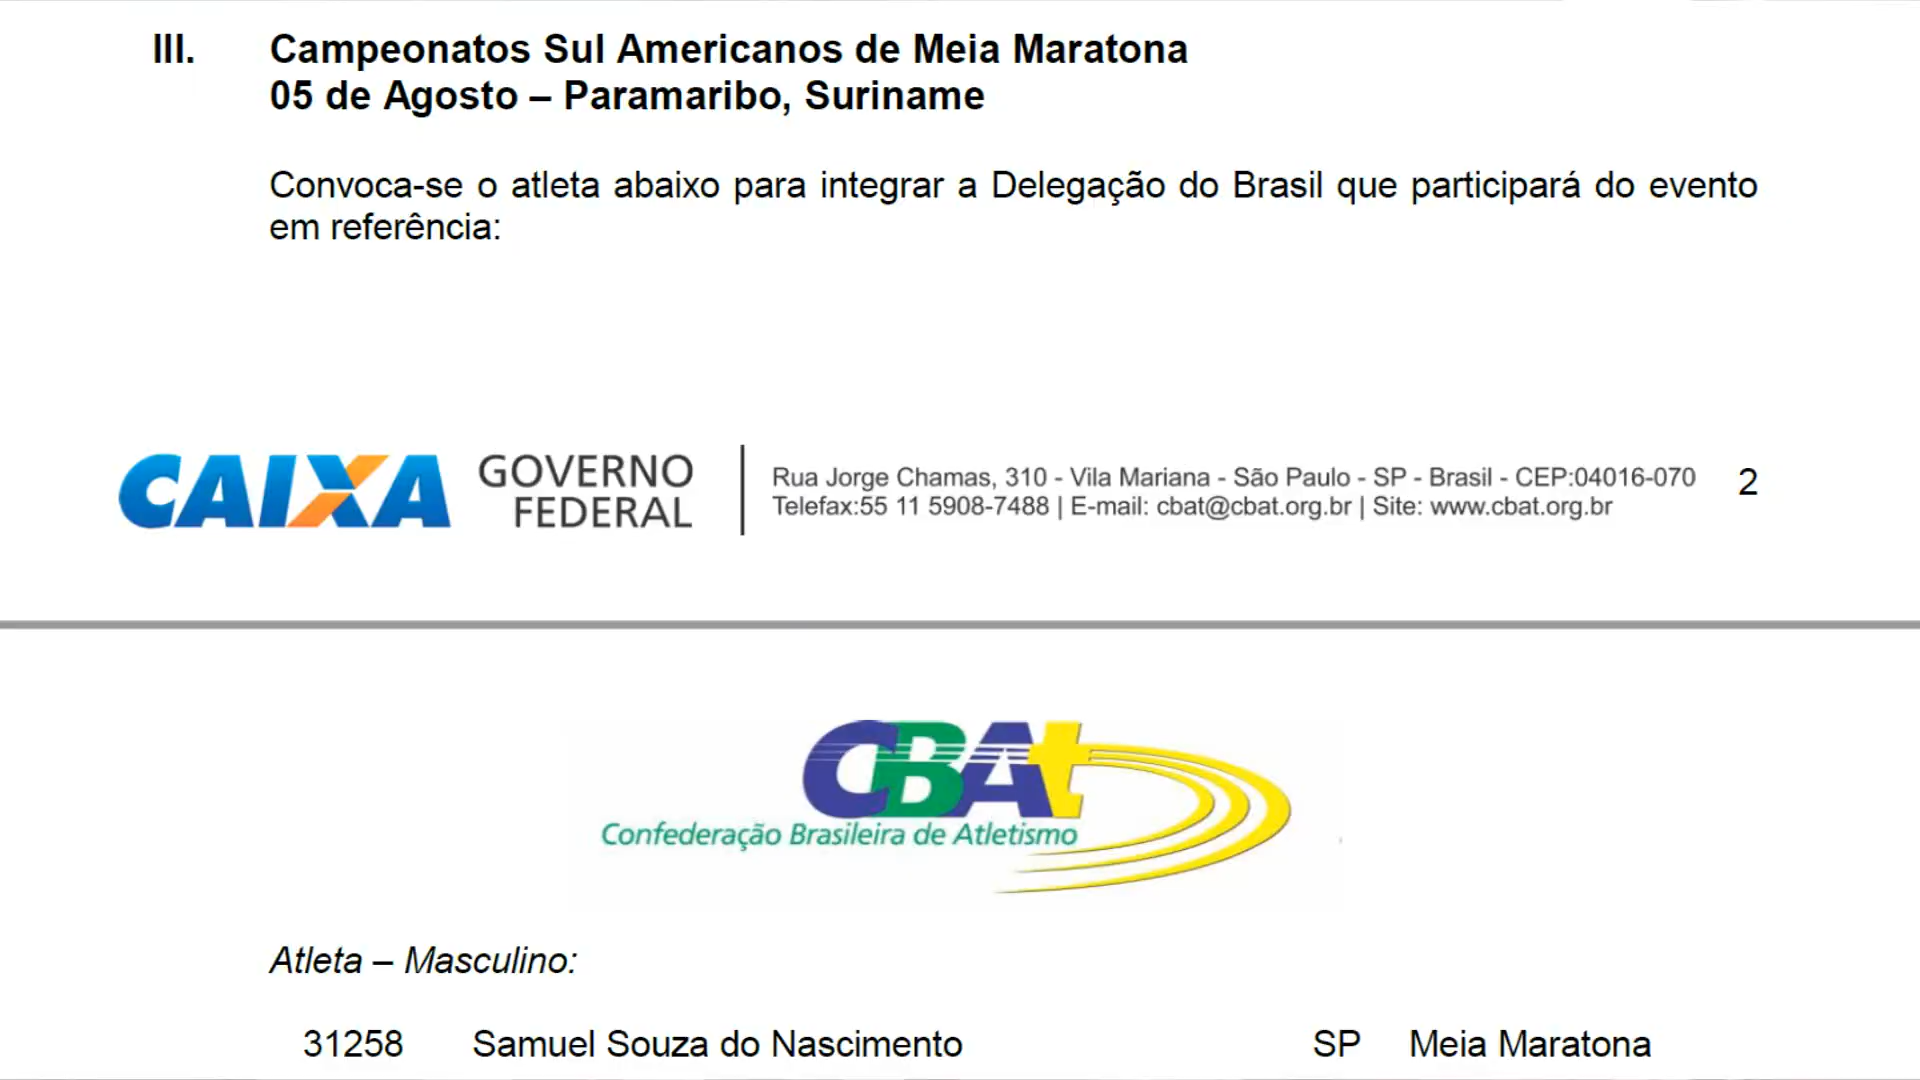 III. Campeonatos Sul Americanos de Meia Maratona
05 de Agosto – Paramaribo, Suriname
Convoca-se o atleta abaixo para integrar a Delegação do Brasil que participará do evento
em referência:
CAIXA
GOVERNO
FEDERAL
Rua Jorge Chamas, 310 - Vila Mariana - São Paulo - SP - Brasil - CEP:04016-070
Telefax:55 11 5908-7488 | E-mail: cbat@cbat.org.br | Site: www.cbat.org.br
2
CBAt
Confederação Brasileira de Atletismo
Atleta – Masculino:
31258 Samuel Souza do Nascimento SP Meia Maratona